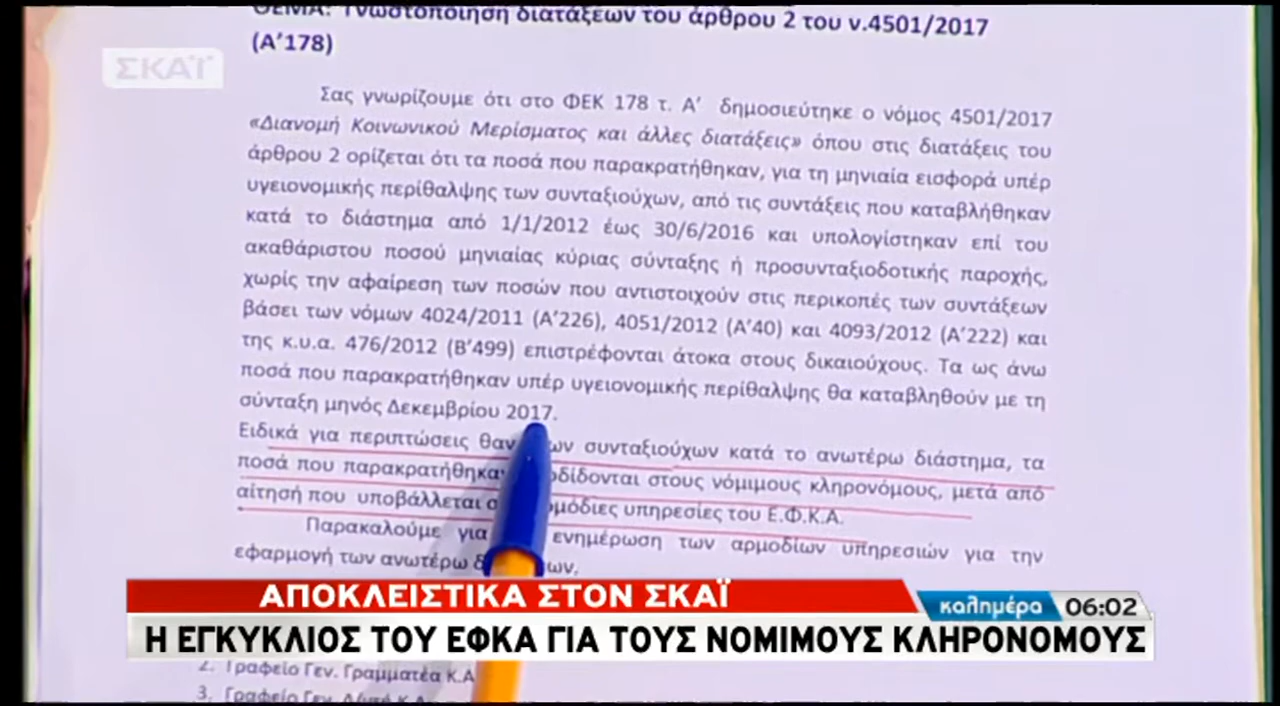 ΘΕΜΑ: Γνωστοποίηση διατάξεων του άρθρου 2 του ν.4501/2017
(Α'178)
ΣΚΑΪ
Σας γνωρίζουμε ότι στο ΦΕΚ 178 τ. Α' δημοσιεύτηκε ο νόμος 4501/2017
«Διανομή Κοινωνικού Μερίσματος και άλλες διατάξεις» όπου στις διατάξεις του
άρθρου 2 ορίζεται ότι τα ποσά που παρακρατήθηκαν, για τη μηνιαία εισφορά υπέρ
υγειονομικής περίθαλψης των συνταξιούχων, από τις συντάξεις που καταβλήθηκαν
κατά το διάστημα από 1/1/2012 έως 30/6/2016 και υπολογίστηκαν επί του
ακαθάριστου ποσού μηνιαίας κύριας σύνταξης ή προσυνταξιοδοτικής παροχής,
χωρίς την αφαίρεση των ποσών που αντιστοιχούν στις περικοπές των συντάξεων
βάσει των νόμων 4024/2011 (Α'226), 4051/2012 (Α'40) και 4093/2012 (Α'222) και
της κ.υ.α. 476/2012 (Β'499) επιστρέφονται άτοκα στους δικαιούχους. Τα ως άνω
ποσά που παρακρατήθηκαν υπέρ υγειονομικής περίθαλψης θα καταβληθούν με τη
σύνταξη μηνός Δεκεμβρίου 2017.
Ειδικά για περιπτώσεις συνταξιούχων κατά το ανωτέρω διάστημα, τα
ποσά που παρακρατήθηκαν στους νόμιμους κληρονόμους, μετά από
αίτησή που υποβάλλεται υπηρεσίες του Ε.Φ.Κ.Α.
Παρακαλούμε για ενημέρωση των αρμοδίων υπηρεσιών για την
εφαρμογή των ανωτέρω
ΑΠΟΚΛΕΙΣΤΙΚΑ ΣΤΟΝ ΣΚΑΪ
καλημέρα 06:02
Η ΕΓΚΥΚΛΙΟΣ ΤΟΥ ΕΦΚΑ ΓΙΑ ΤΟΥΣ ΝΟΜΙΜΟΥΣ ΚΛΗΡΟΝΟΜΟΥΣ
2. Γραφείο Γεν. Γραμματέα Κ.Α
3. Γραφείο Γεν.